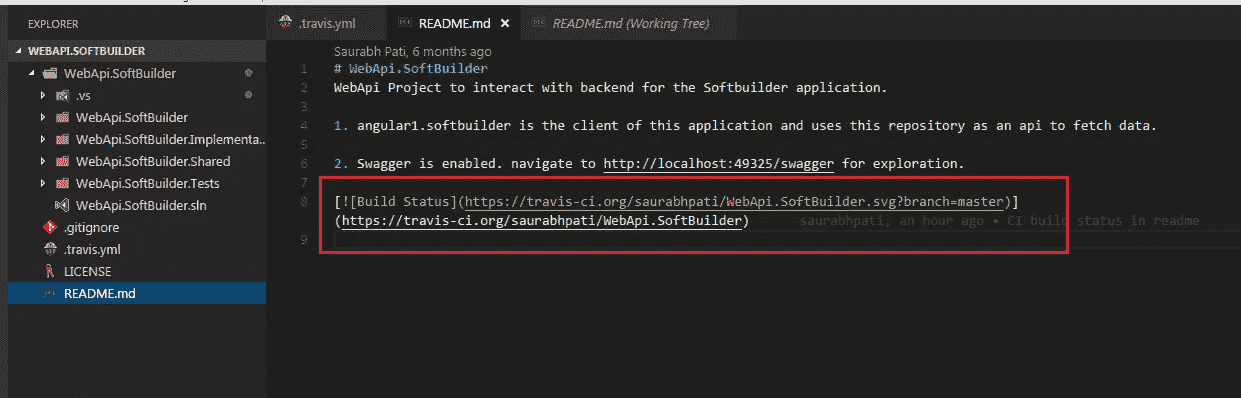 EXPLORER
.travis.yml
README.md
README.md (Working Tree)
WEBAPI.SOFTBUILDER
WebApi.SoftBuilder
.vs
WebApi.SoftBuilder
WebApi.SoftBuilder.Implementa..
WebApi.SoftBuilder.Shared
WebApi.SoftBuilder.Tests
WebApi.SoftBuilder.sln
.gitignore
.travis.yml
LICENSE
README.md
Saurabh Pati, 6 months ago
1 # WebApi.SoftBuilder
2 WebApi Project to interact with backend for the Softbuilder application.
3
4 1. angular1.softbuilder is the client of this application and uses this repository as an api to fetch data.
5
6 2. Swagger is enabled. navigate to http://localhost:49325/swagger for exploration.
7
8 [![Build Status](https://travis-ci.org/saurabhpati/WebApi.SoftBuilder.svg?branch=master)]
(https://travis-ci.org/saurabhpati/WebApi.SoftBuilder) saurabhpati, an hour ago • CI build status in readme
9